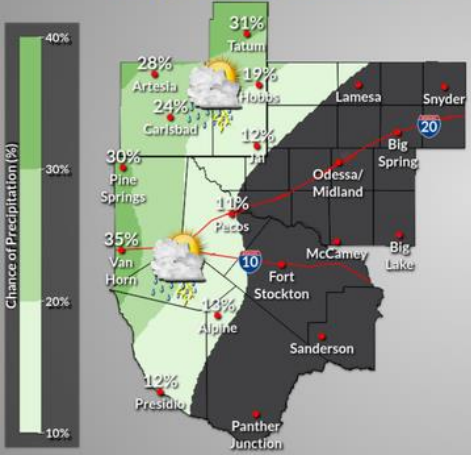 Chance of Precipitation (%)
40%
30%
20%
10%
31%
Tatum
28%
Artesia
19%
Hobbs
24%
Carlsbad
Lamesa
Snyder
20
12%
Jal
Big
Spring
30%
Pine
Springs
Odessa/
Midland
11%
Pecos
35%
Van
Horn
10
McCamey
Big
Lake
Fort
Stockton
13%
Alpine
Sanderson
12%
Presidio
Panther
Junction